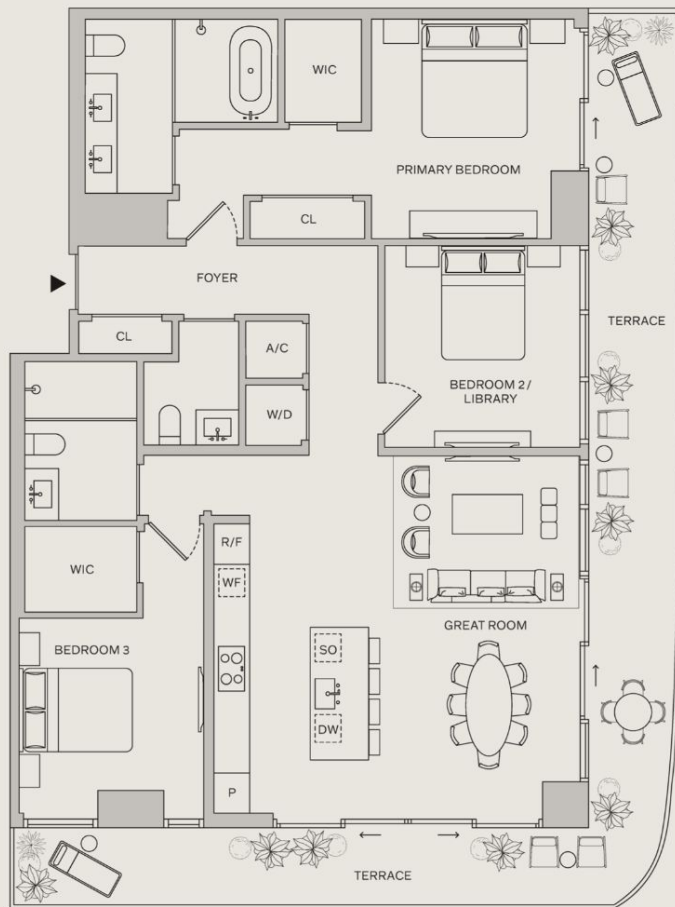 WIC
PRIMARY BEDROOM
CL
FOYER
TERRACE
CL
A/C
W/D
BEDROOM 2 /
LIBRARY
WIC
R/F
WF
GREAT ROOM
BEDROOM 3
SO
DW
P
TERRACE